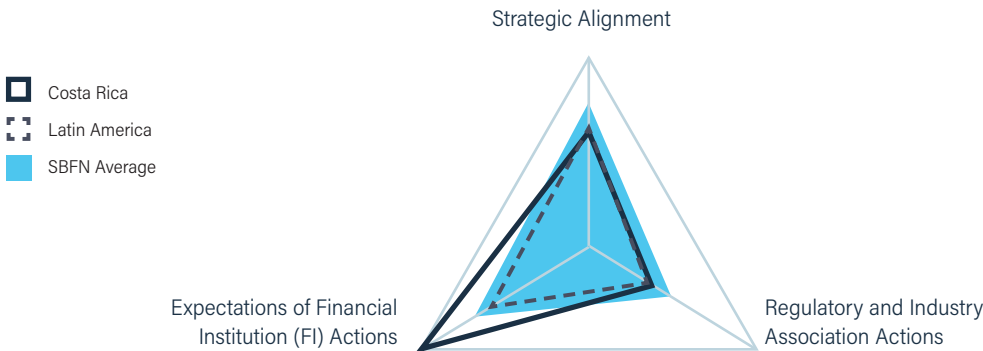 Strategic Alignment
Costa Rica
Latin America
SBFN Average
Expectations of Financial
Institution (FI) Actions
Regulatory and Industry
Association Actions